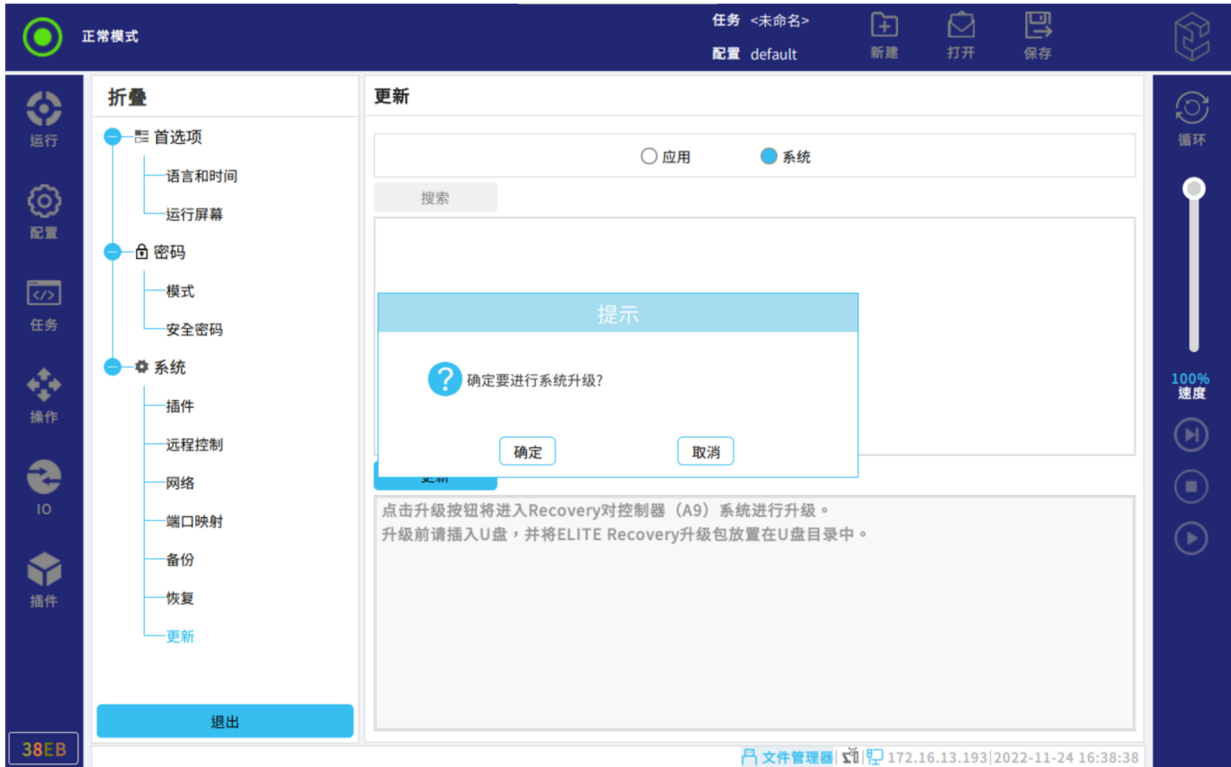 正常模式
任务 <未命名>
配置 default
新建
打开
保存
运行
配置
任务
操作
IO
插件
38EB
折叠
首选项
语言和时间
运行屏幕
密码
模式
安全密码
系统
插件
远程控制
网络
端口映射
备份
恢复
更新
退出
更新
应用 系统
搜索
提示
确定要进行系统升级?
确定 取消
更新
点击升级按钮将进入Recovery对控制器（A9）系统进行升级。
升级前请插入U盘，并将ELITE Recovery升级包放置在U盘目录中。
循环
100%
速度
文件管理器 172.16.13.193 2022-11-24 16:38:38